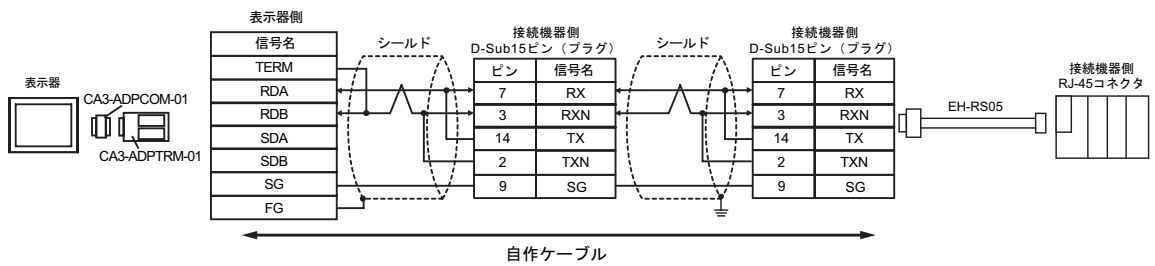 表示器側
接続機器側
D-Sub15ピン（プラグ）
接続機器側
D-Sub15ピン（プラグ）
接続機器側
RJ-45コネクタ
表示器
CA3-ADPCOM-01
CA3-ADPTRM-01
信号名
TERM
RDA
RDB
SDA
SDB
SG
FG
シールド
ピン 信号名
7 RX
3 RXN
14 TX
2 TXN
9 SG
シールド
ピン 信号名
7 RX
3 RXN
14 TX
2 TXN
9 SG
EH-RS05
自作ケーブル